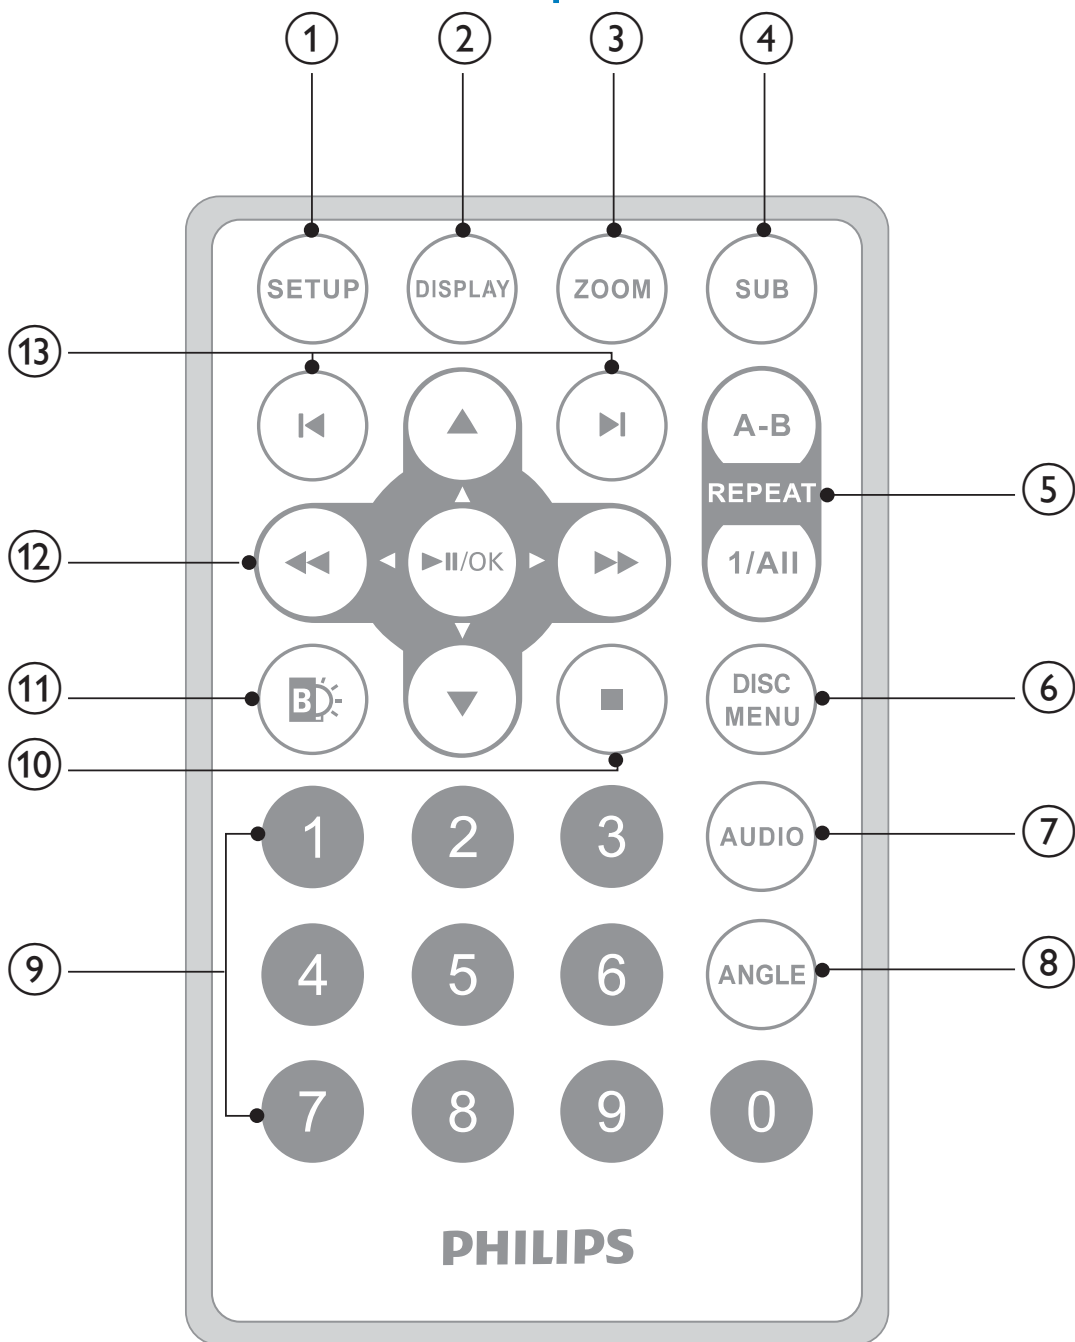 1 2 3 4
SETUP DISPLAY ZOOM SUB
13
A-B
REPEAT
5
12
/OK
1/All
11
B
DISC
MENU
6
10
1 2 3
AUDIO
7
9
4 5 6
ANGLE
8
7 8 9 0
PHILIPS